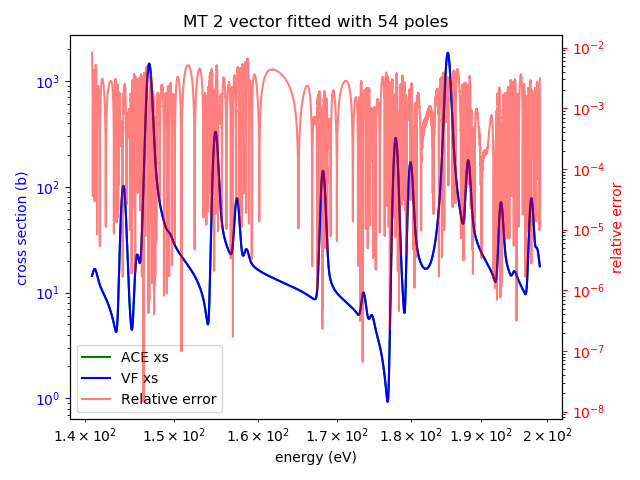 MT 2 vector fitted with 54 poles
cross section (b)
10³
10²
10¹
10⁰
10⁻²
10⁻³
10⁻⁴
10⁻⁵
10⁻⁶
10⁻⁷
10⁻⁸
relative error
ACE xs
VF xs
Relative error
1.4 × 10²
1.5 × 10²
1.6 × 10²
1.7 × 10²
1.8 × 10²
1.9 × 10²
2 × 10²
energy (eV)